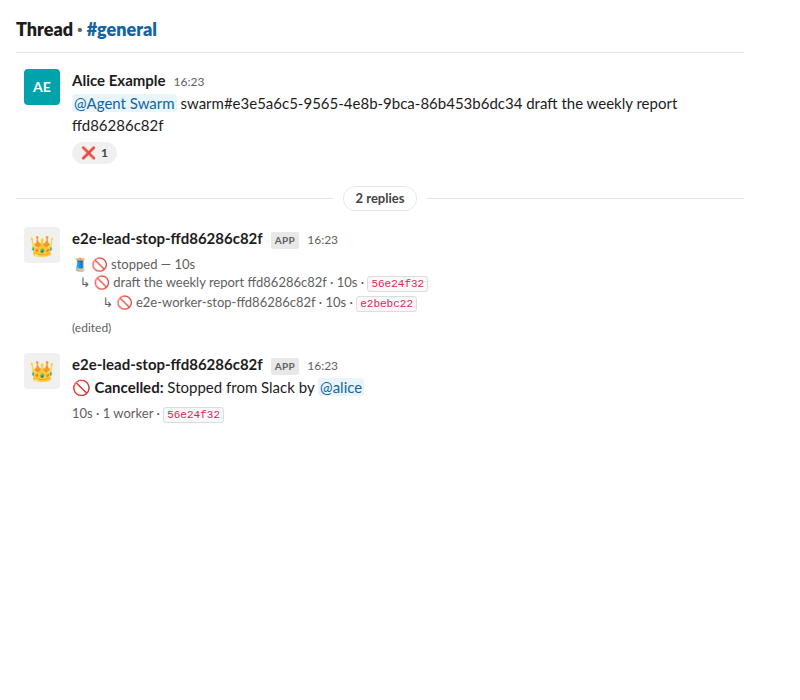 Thread • #general
AE
Alice Example 16:23
@Agent Swarm swarm#e3e5a6c5-9565-4e8b-9bca-86b453b6dc34 draft the weekly report
ffd86286c82f
❌ 1
2 replies
e2e-lead-stop-ffd86286c82f APP 16:23
🧵 🚫 stopped — 10s
↳ 🚫 draft the weekly report ffd86286c82f · 10s · 56e24f32
↳ 🚫 e2e-worker-stop-ffd86286c82f · 10s · e2bebc22
(edited)
e2e-lead-stop-ffd86286c82f APP 16:23
🚫 Cancelled: Stopped from Slack by @alice
10s · 1 worker · 56e24f32